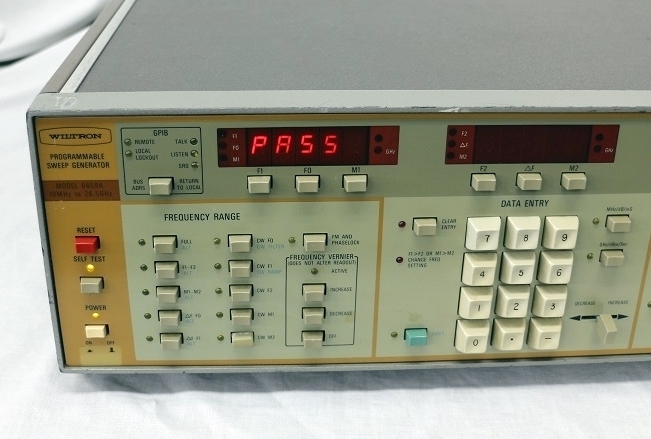 WILTRON
PROGRAMMABLE
SWEEP GENERATOR
RESET
SELF TEST
POWER
ON OFF
GPIB
REMOTE
LOCAL
LOCKOUT
TALK
LISTEN
SRQ
BUS
ADRS
RETURN
TO LOCAL
F1
F0
M1
PASS
GHz
F1 F0 M1
F2
ΔF
M2
F2 ΔF M2
FREQUENCY RANGE
FULL
F1-F2
M1-M2
ΔF F0
ΔF F1
CW F0
CW F1
CW F2
CW M1
CW M2
FM AND
PHASELOCK
FREQUENCY VERNIER
(DOES NOT ALTER READOUT)
ACTIVE
INCREASE
DECREASE
OFF
DATA ENTRY
CLEAR
ENTRY
F1>F2 OR M1>M2
CHANGE FREQ
SETTING
7 8 9
4 5 6
1 2 3
0 · −
DECREASE INCREASE